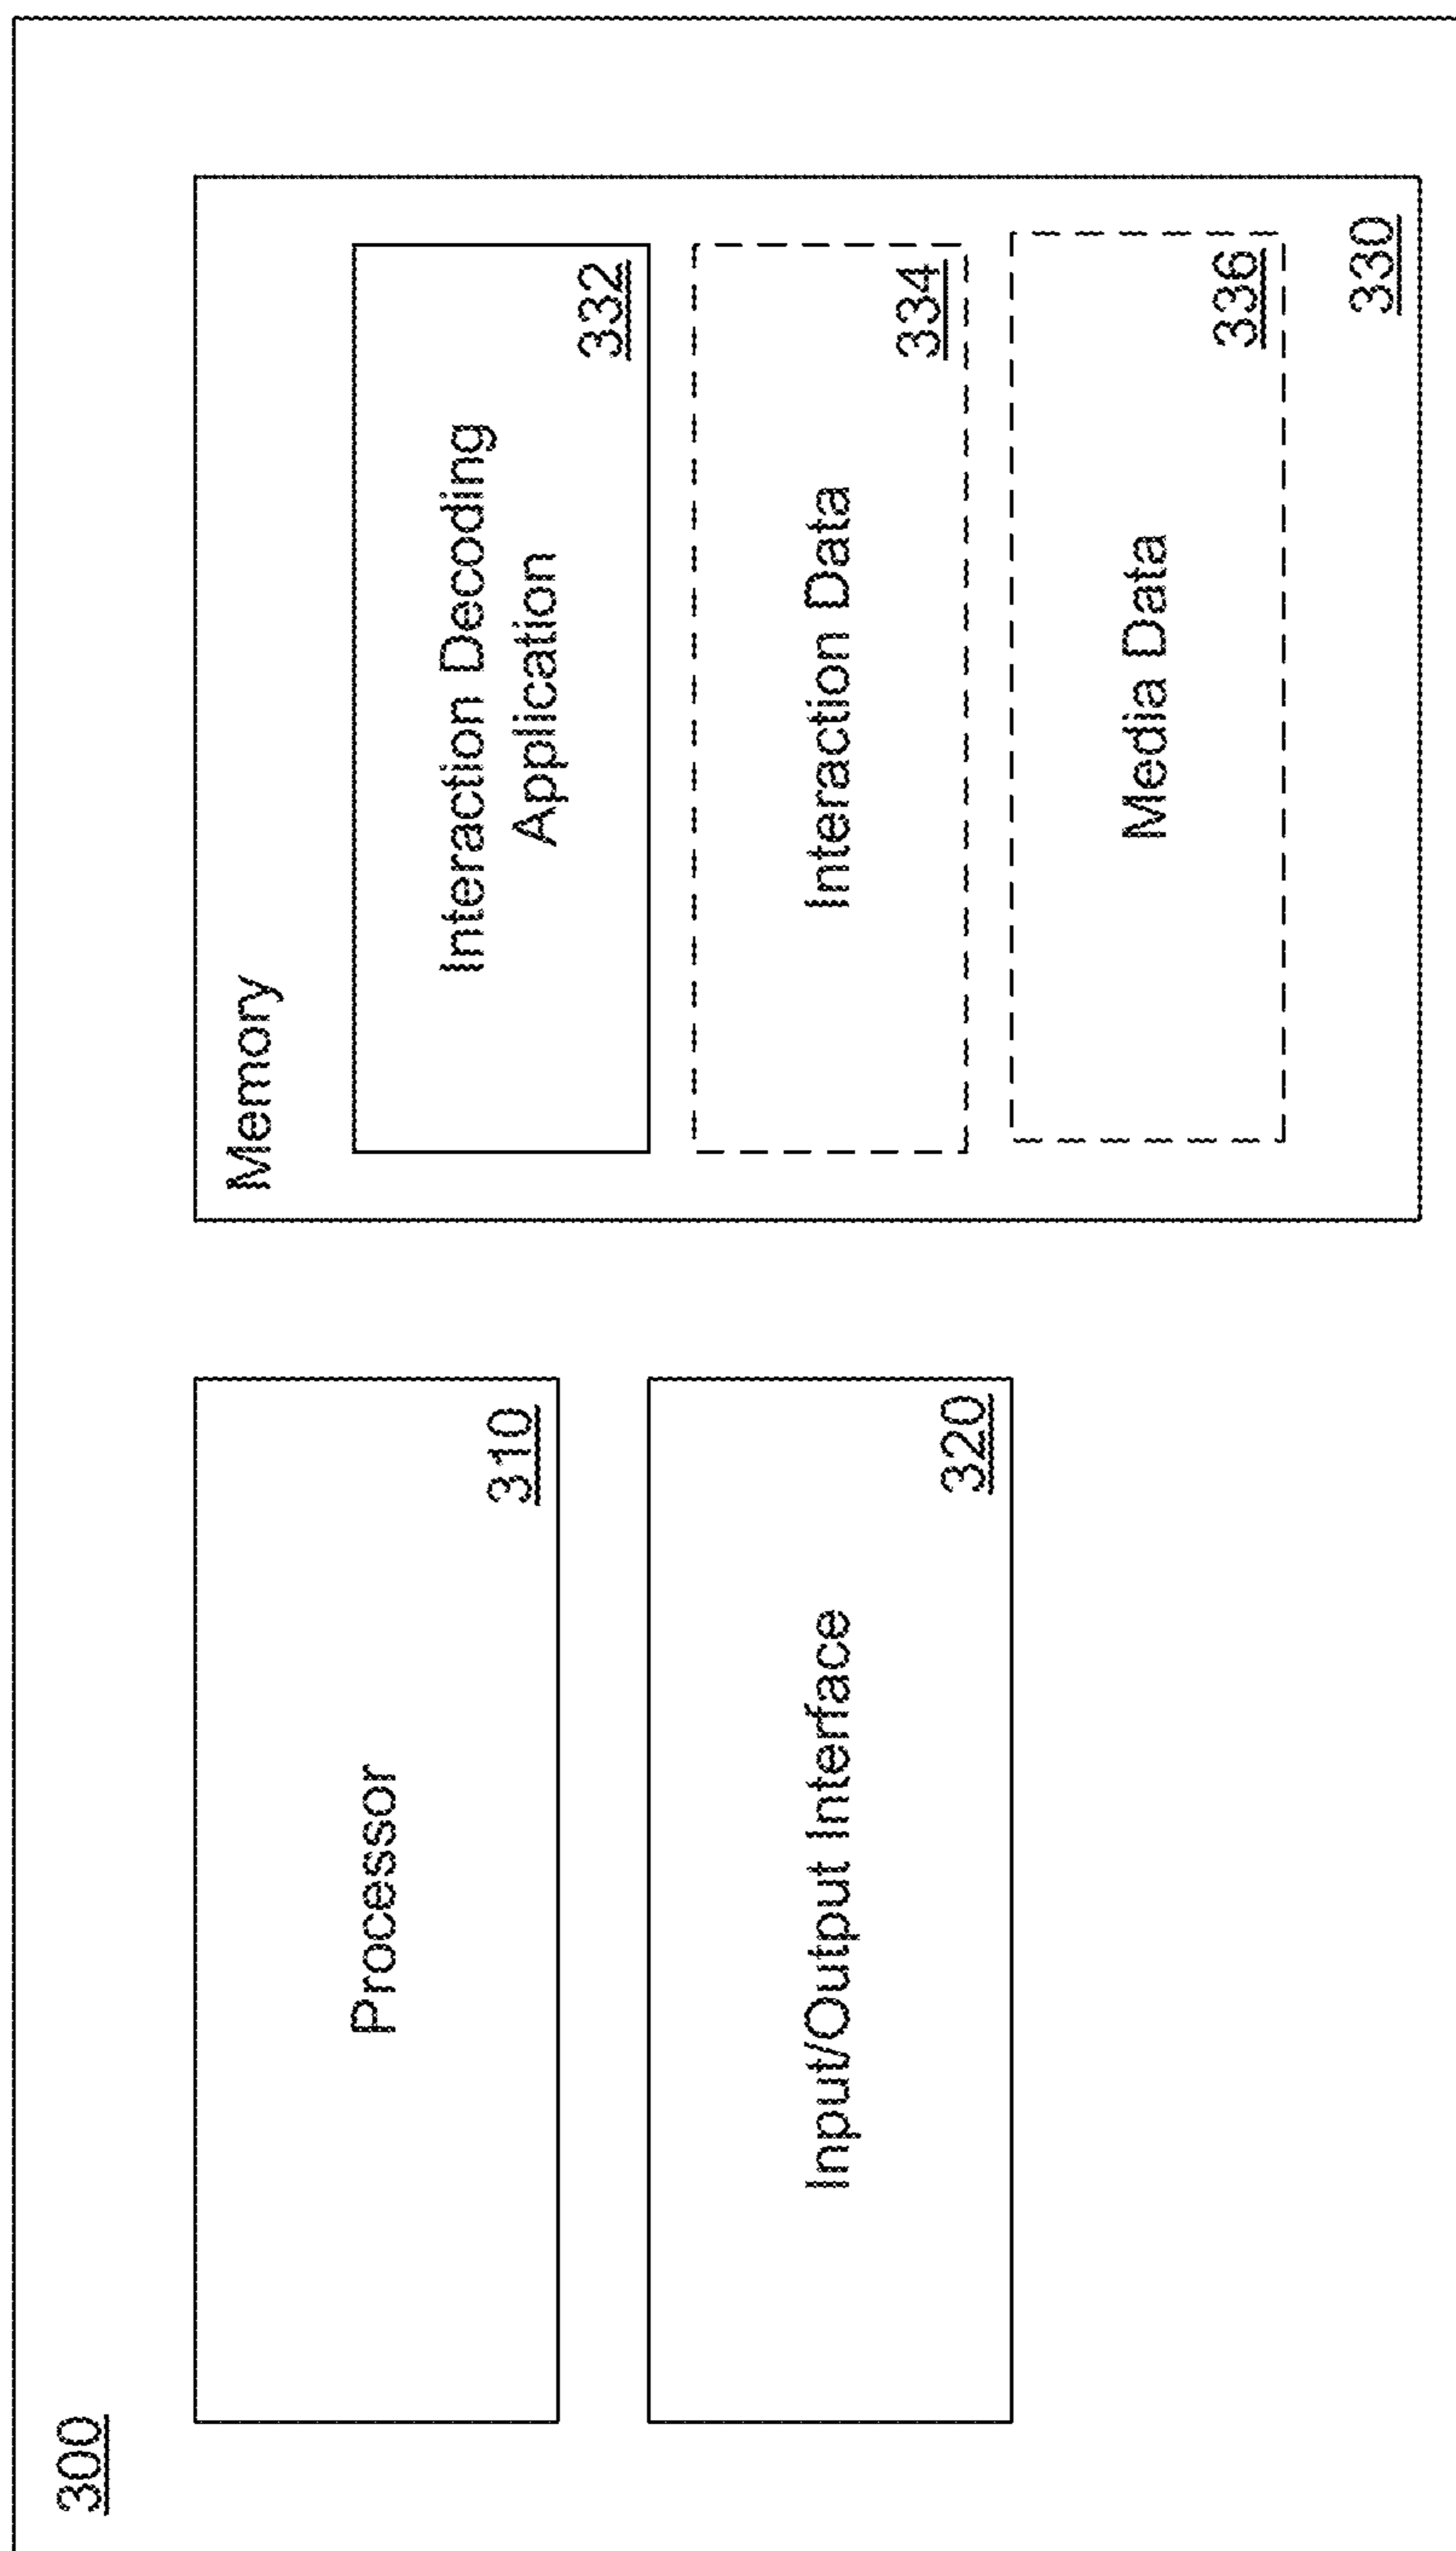 300
Processor
310
Input/Output Interface
320
Memory
Interaction Decoding
Application
332
Interaction Data
334
Media Data
336
330